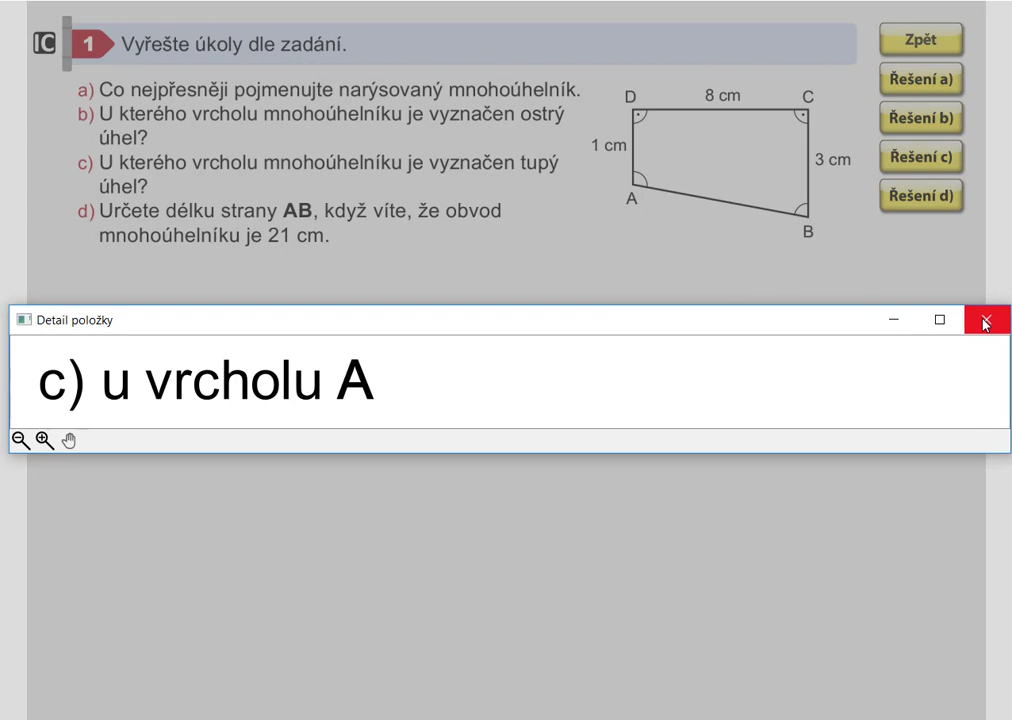 IC
1 Vyřešte úkoly dle zadání.
a) Co nejpřesněji pojmenujte narýsovaný mnohoúhelník.
b) U kterého vrcholu mnohoúhelníku je vyznačen ostrý
úhel?
c) U kterého vrcholu mnohoúhelníku je vyznačen tupý
úhel?
d) Určete délku strany AB, když víte, že obvod
mnohoúhelníku je 21 cm.
D 8 cm C
1 cm
3 cm
A
B
Zpět
Řešení a)
Řešení b)
Řešení c)
Řešení d)
Detail položky
c) u vrcholu A